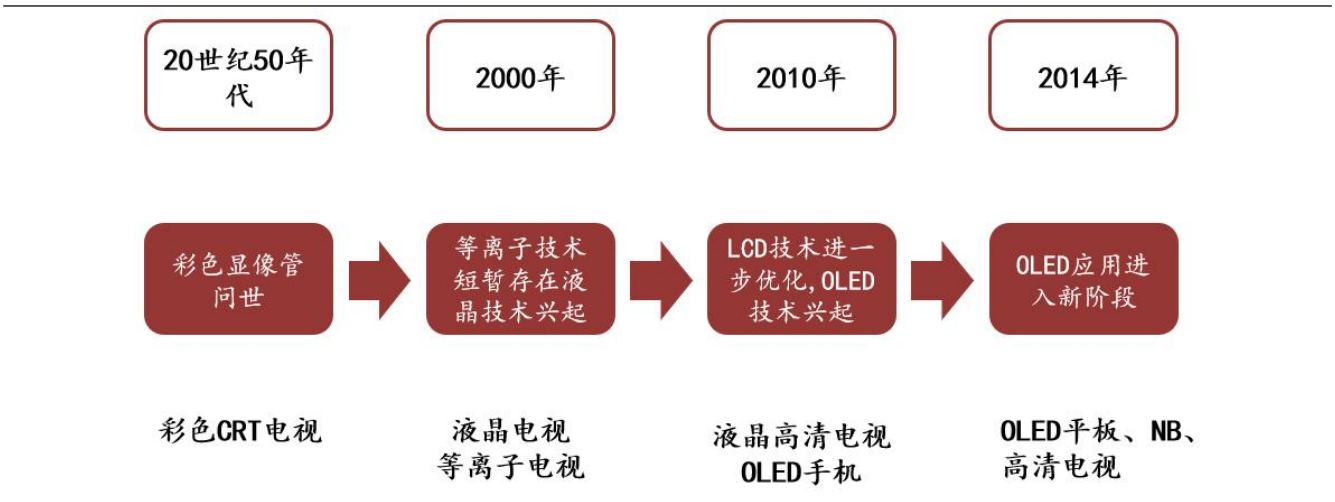 20世纪50年
代
2000年
2010年
2014年
彩色显像管
问世
等离子技术
短暂存在液
晶技术兴起
LCD技术进一
步优化,OLED
技术兴起
OLED应用进
入新阶段
彩色CRT电视
液晶电视
等离子电视
液晶高清电视
OLED手机
OLED平板、NB、
高清电视